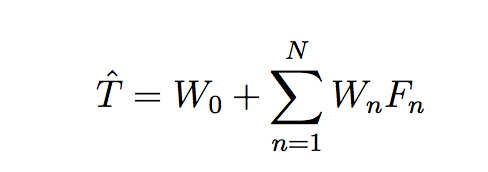 T̂ = W₀ + ∑ₙ₌₁ᴺ WₙFₙ